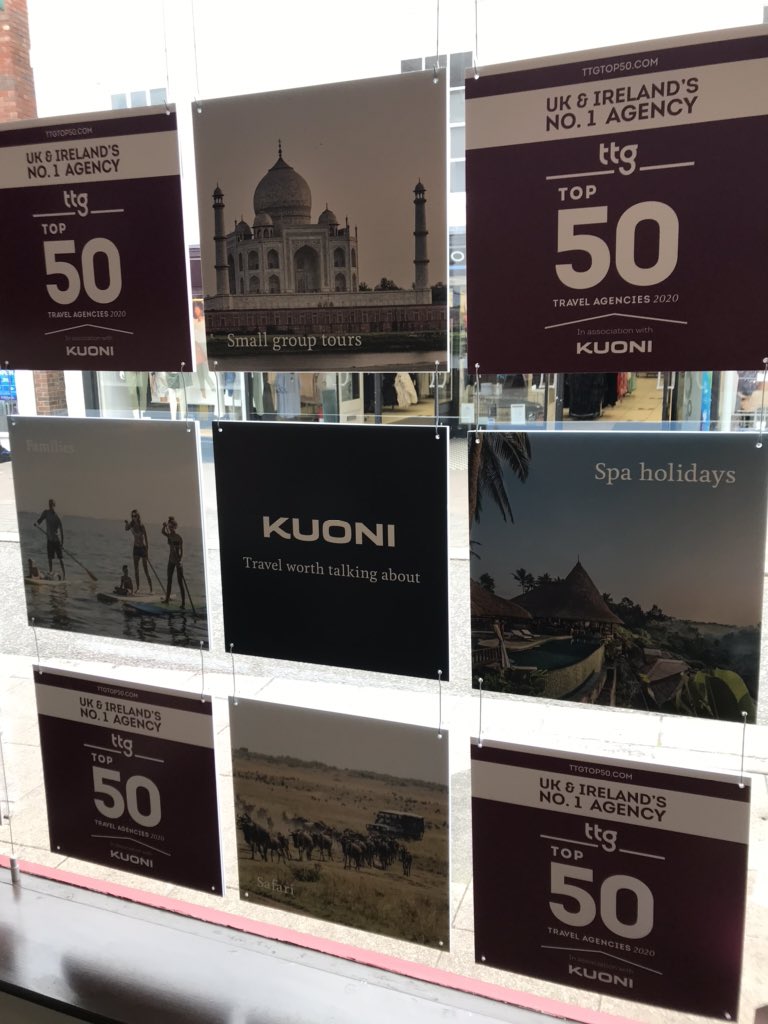 TTGTOP50.COM
UK & IRELAND'S
NO. 1 AGENCY
ttg
TOP
50
TRAVEL AGENCIES 2020
In association with
KUONI
Small group tours
TTGTOP50.COM
UK & IRELAND'S
NO. 1 AGENCY
ttg
TOP
50
TRAVEL AGENCIES 2020
In association with
KUONI
Families
KUONI
Travel worth talking about
Spa holidays
TTGTOP50.COM
UK & IRELAND'S
NO. 1 AGENCY
ttg
TOP
50
TRAVEL AGENCIES 2020
In association with
KUONI
Safari
TTGTOP50.COM
UK & IRELAND'S
NO. 1 AGENCY
ttg
TOP
50
TRAVEL AGENCIES 2020
In association with
KUONI